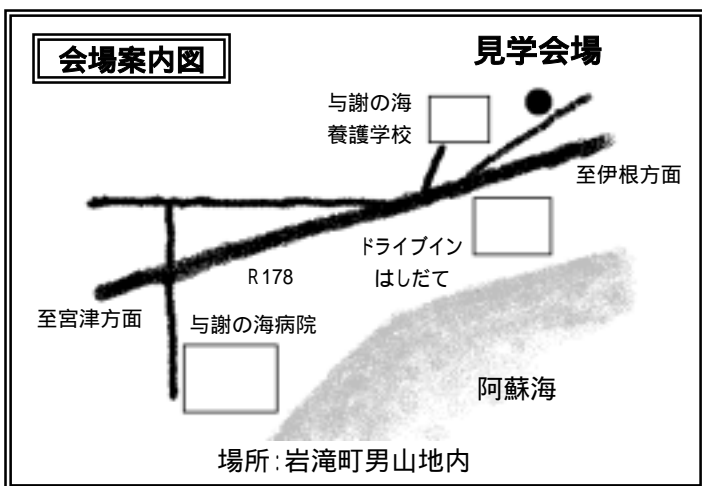 会場案内図
見学会場
与謝の海
養護学校
至伊根方面
ドライブイン
はしだて
R178
至宮津方面
与謝の海病院
阿蘇海
場所:岩滝町男山地内